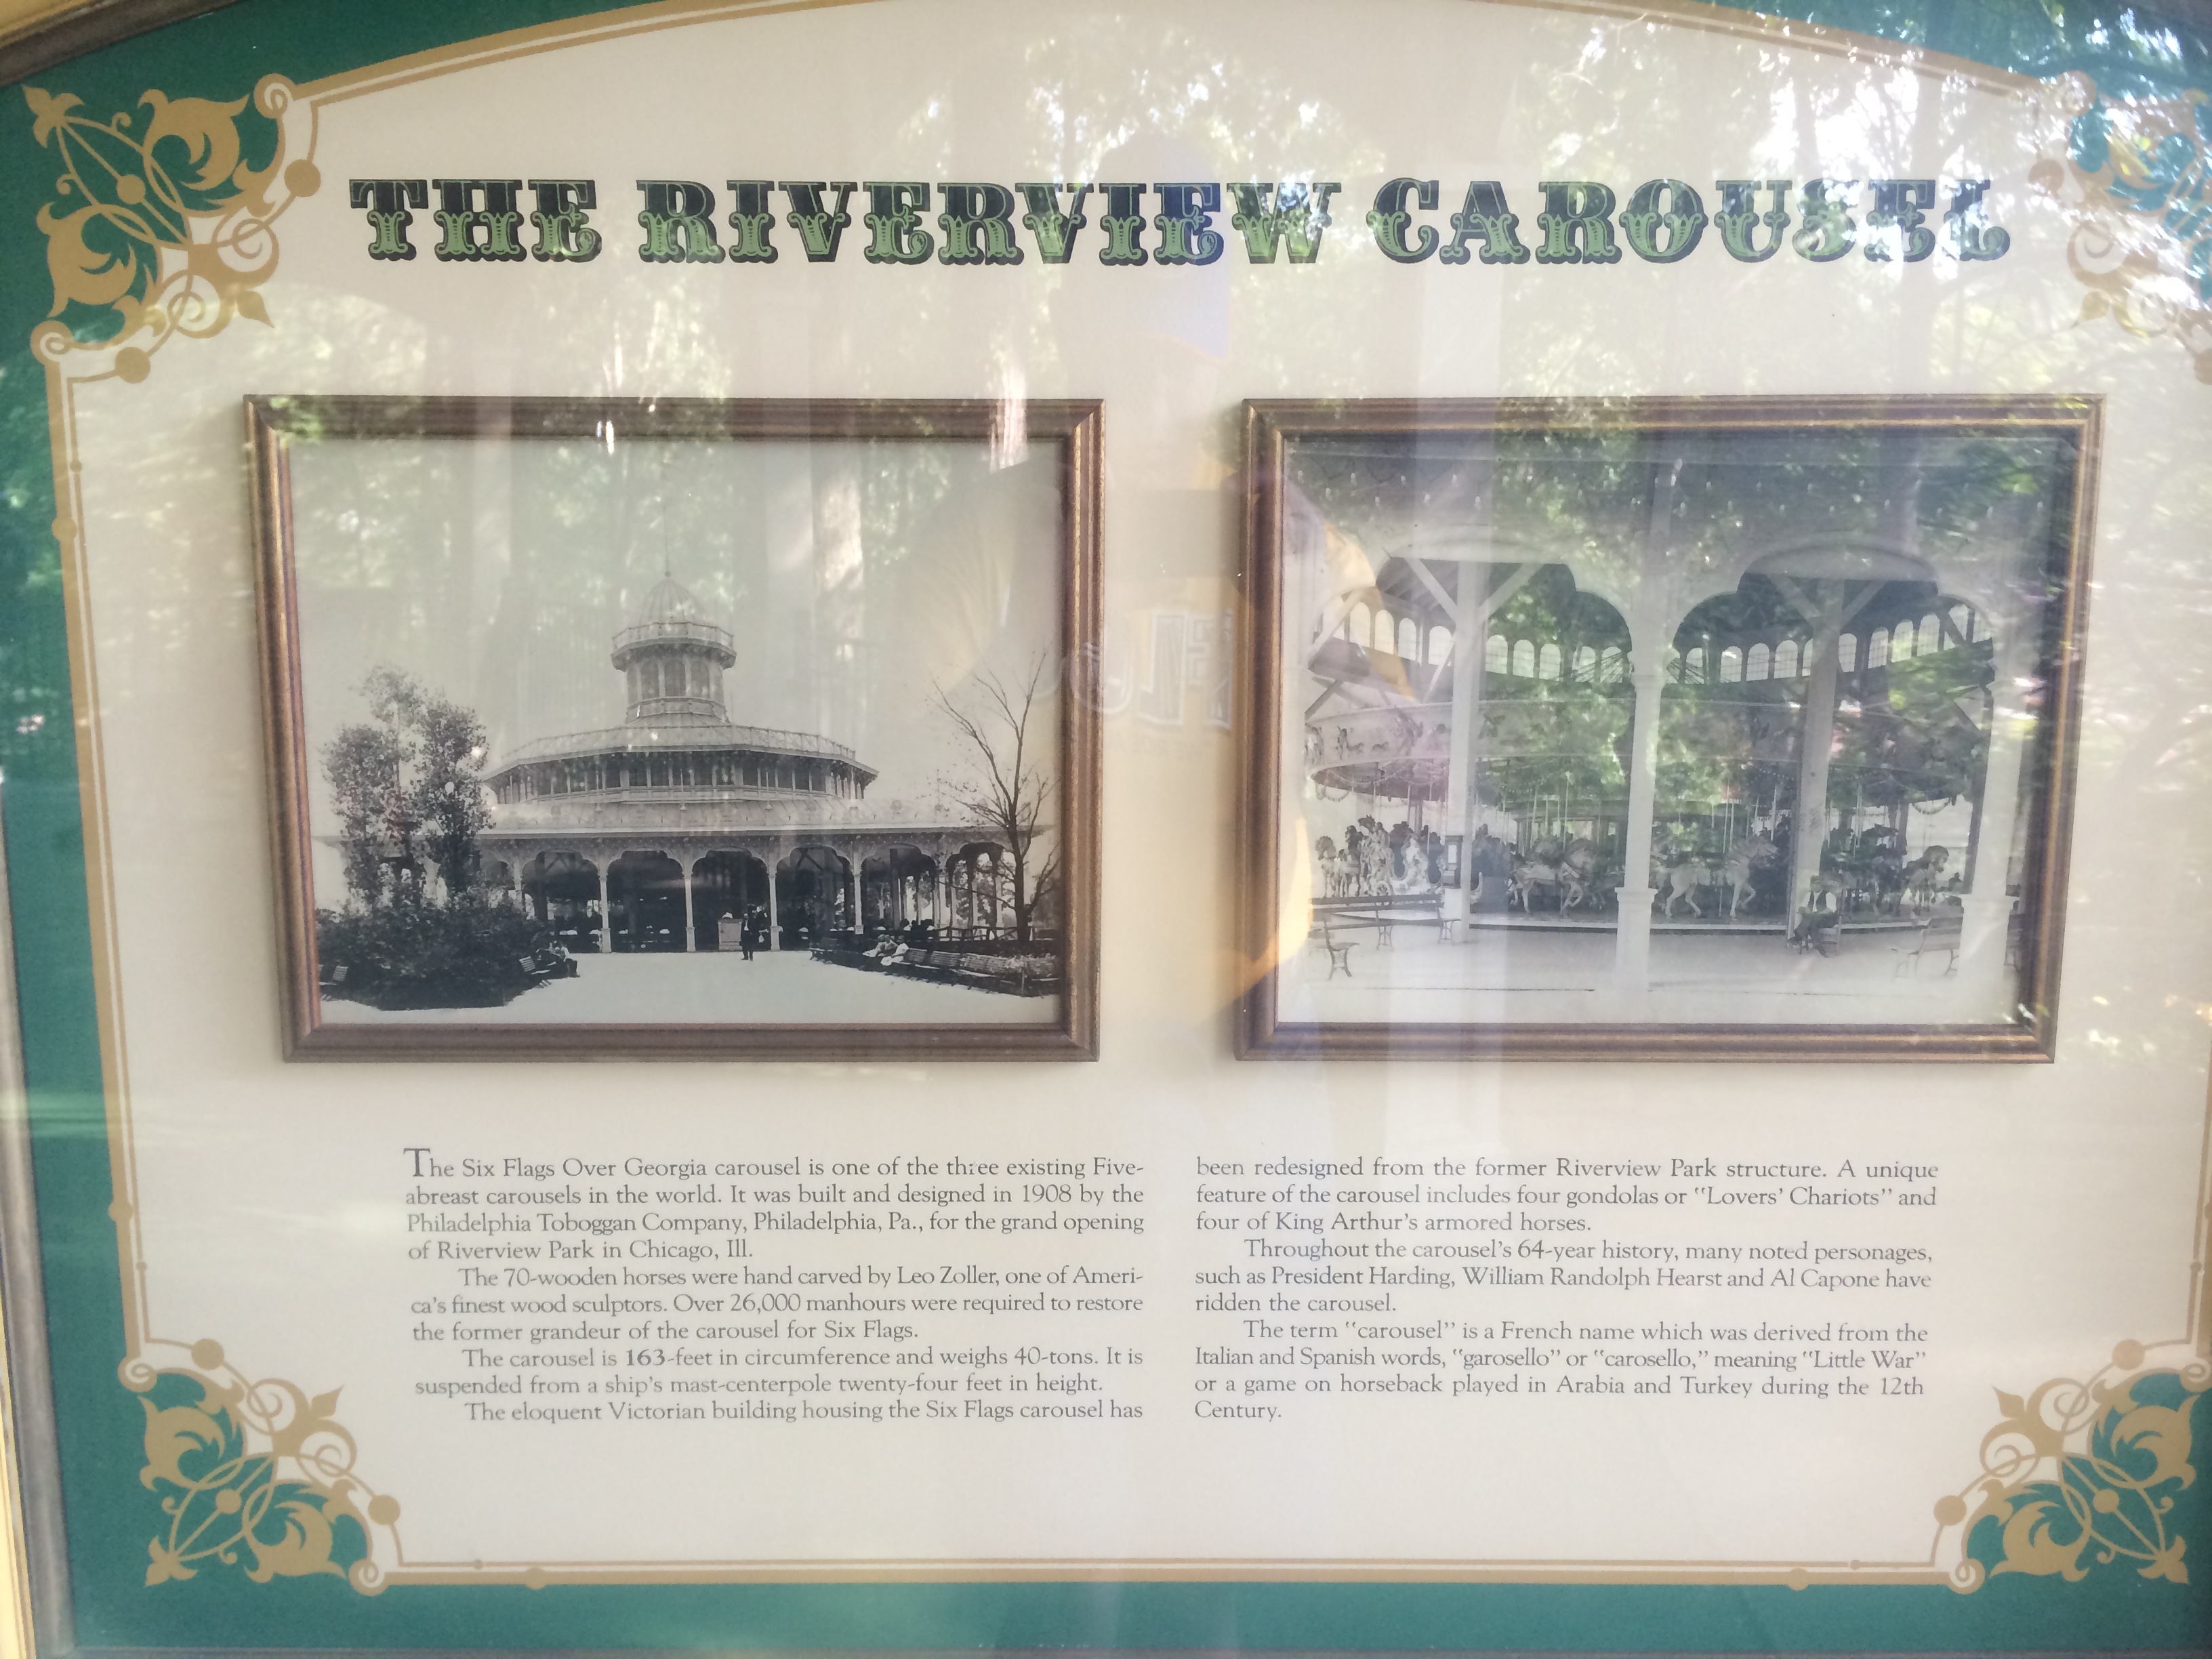 THE RIVERVIEW CAROUSEL
The Six Flags Over Georgia carousel is one of the three existing Five-
abreast carousels in the world. It was built and designed in 1908 by the
Philadelphia Toboggan Company, Philadelphia, Pa., for the grand opening
of Riverview Park in Chicago, Ill.
The 70-wooden horses were hand carved by Leo Zoller, one of Ameri-
ca's finest wood sculptors. Over 26,000 manhours were required to restore
the former grandeur of the carousel for Six Flags.
The carousel is 163-feet in circumference and weighs 40-tons. It is
suspended from a ship's mast-centerpole twenty-four feet in height.
The eloquent Victorian building housing the Six Flags carousel has
been redesigned from the former Riverview Park structure. A unique
feature of the carousel includes four gondolas or "Lovers' Chariots" and
four of King Arthur's armored horses.
Throughout the carousel's 64-year history, many noted personages,
such as President Harding, William Randolph Hearst and Al Capone have
ridden the carousel.
The term "carousel" is a French name which was derived from the
Italian and Spanish words, "garosello" or "carosello," meaning "Little War"
or a game on horseback played in Arabia and Turkey during the 12th
Century.